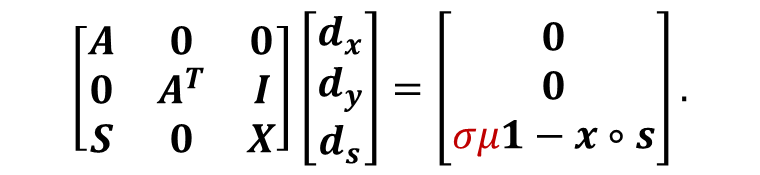 [A 0 0] [d_x] = [0]
[0 A^T I] [d_y] = [0]
[S 0 X] [d_s] = [σμ1 − x ∘ s] .